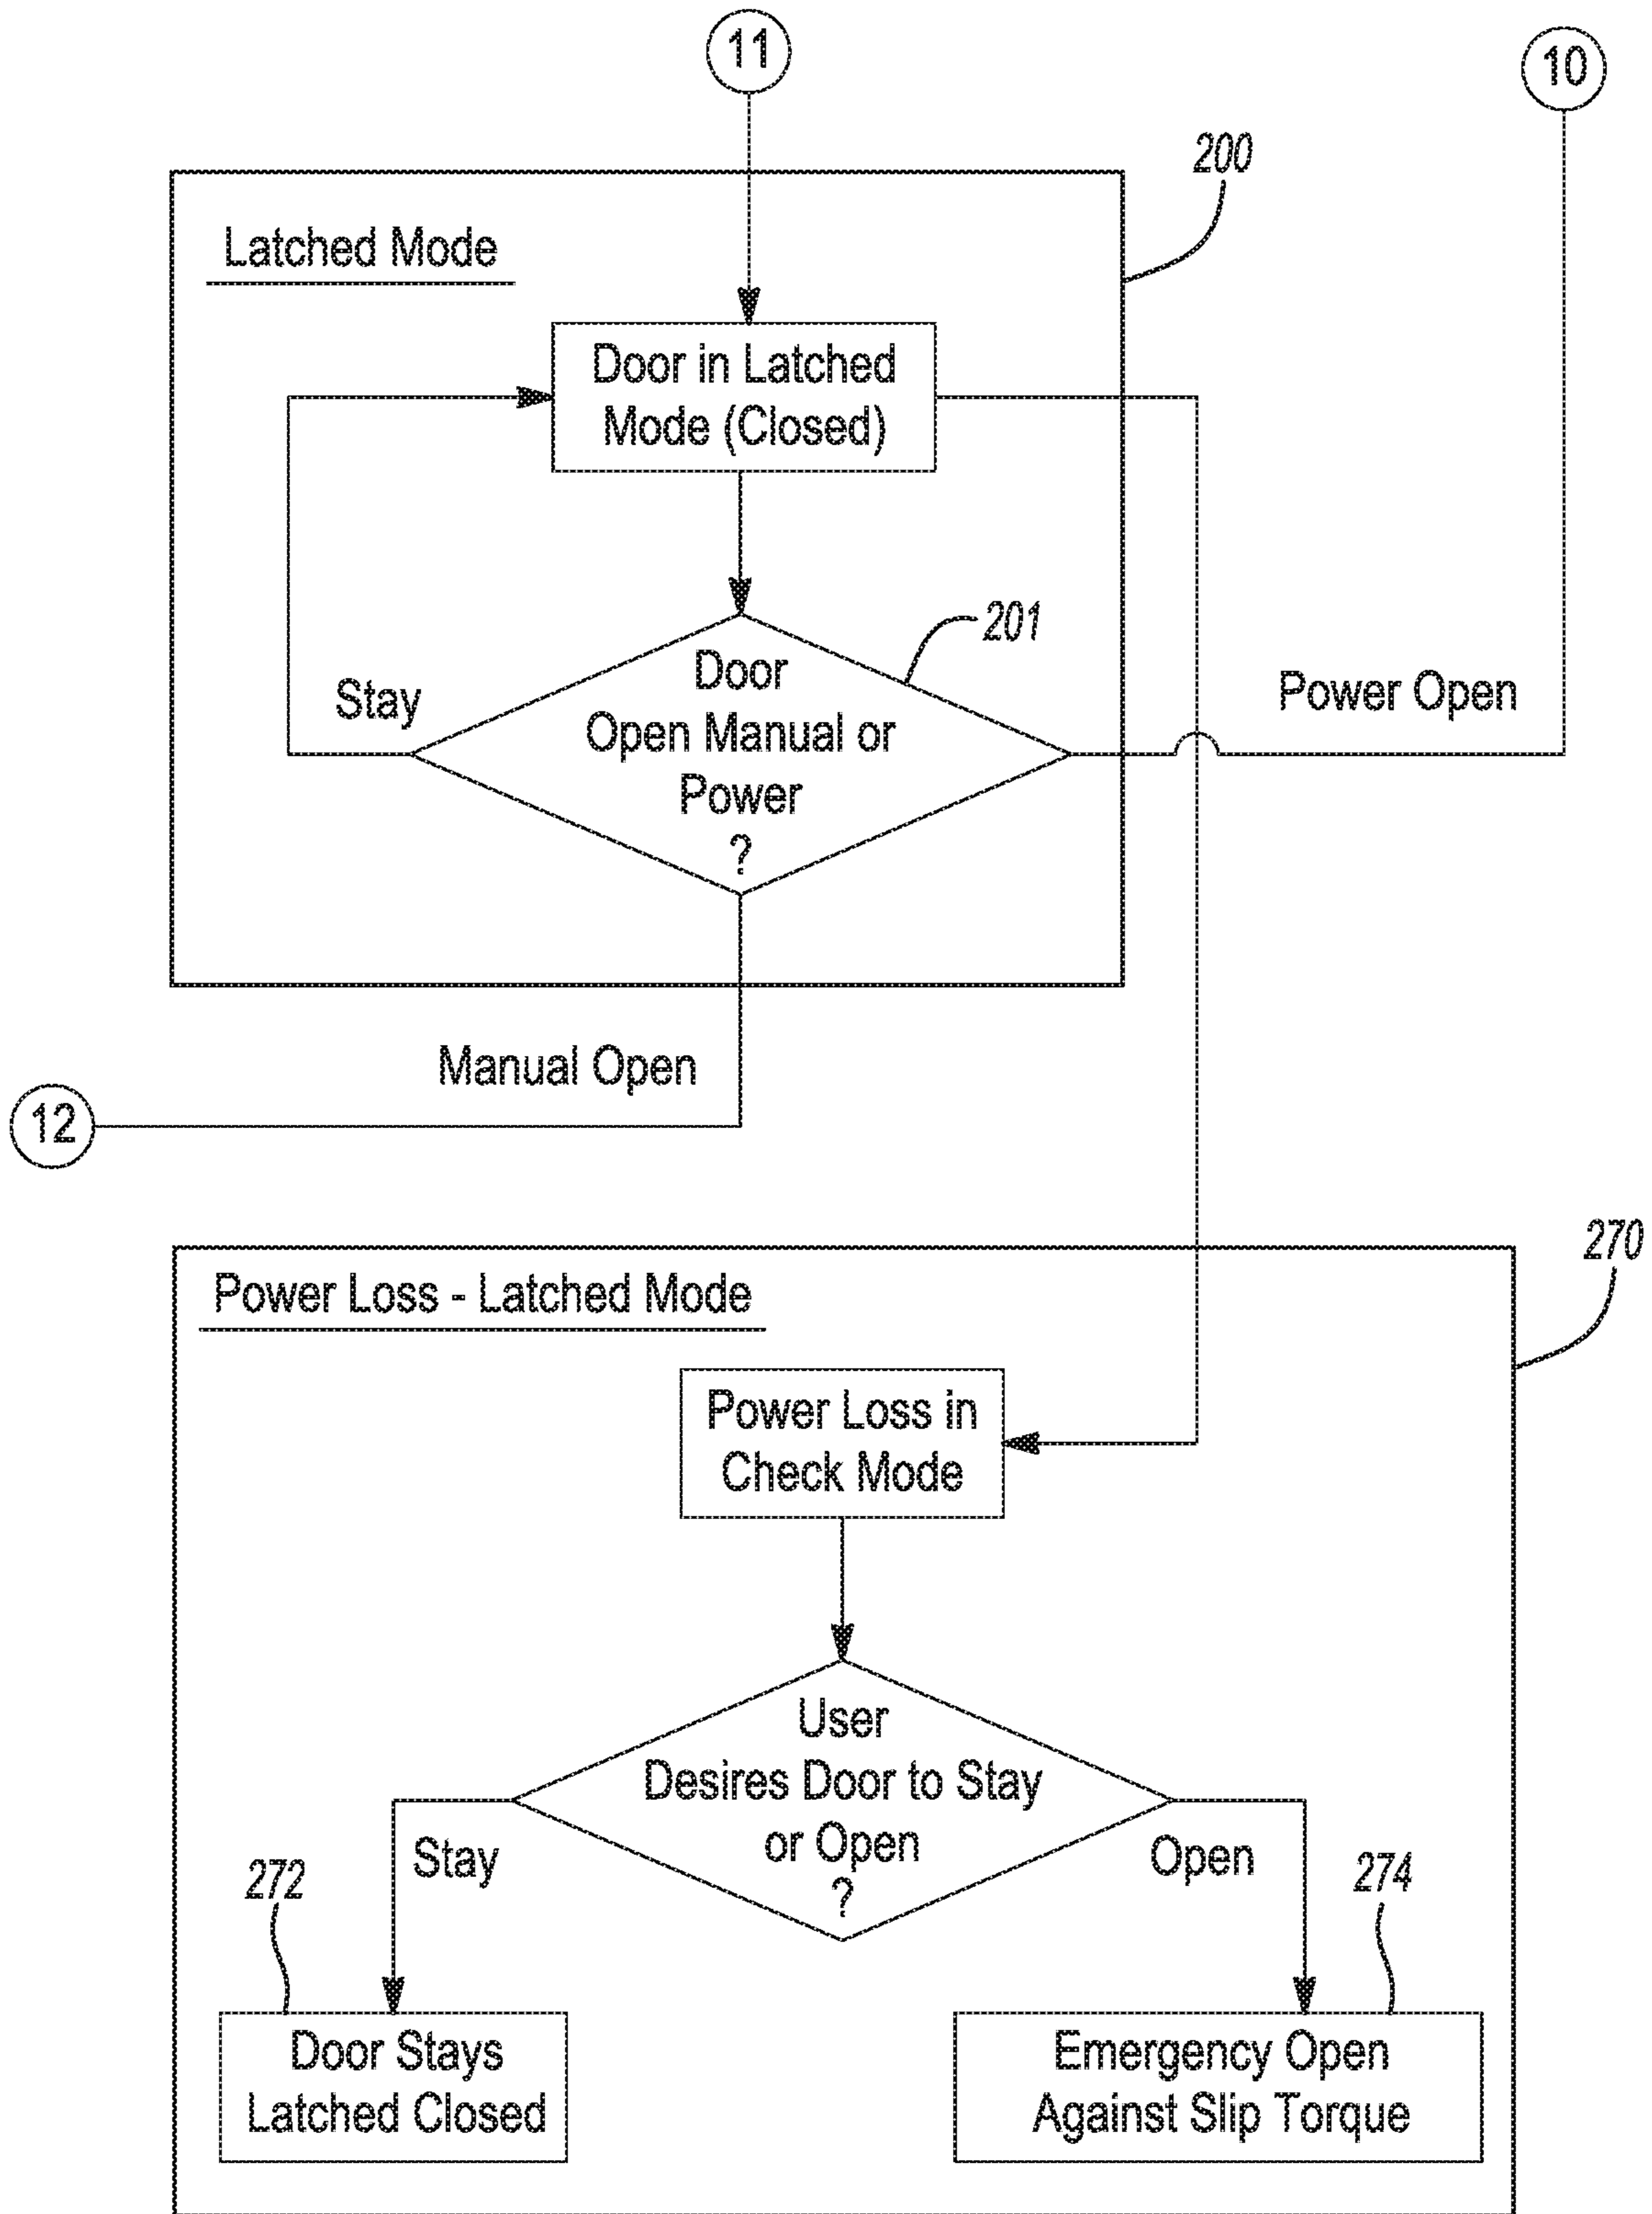 11
10
200
Latched Mode
Door in Latched
Mode (Closed)
201
Door
Open Manual or
Power
?
Stay
Power Open
Manual Open
12
270
Power Loss - Latched Mode
Power Loss in
Check Mode
User
Desires Door to Stay
or Open
?
Stay
Open
272
274
Door Stays
Latched Closed
Emergency Open
Against Slip Torque